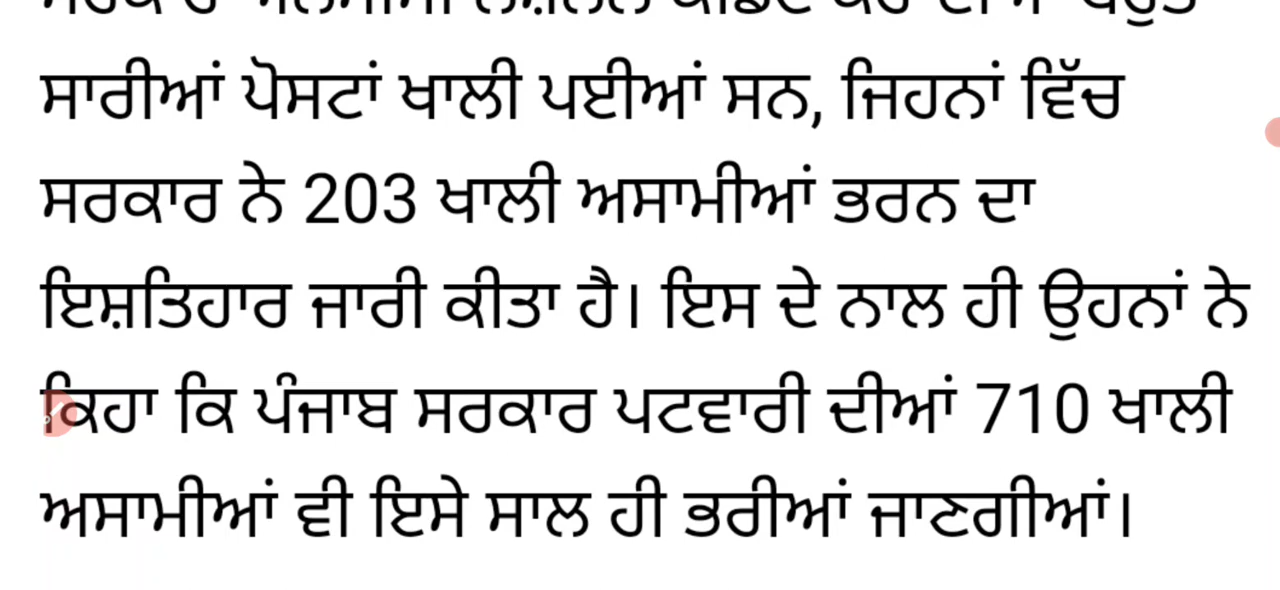 ਸਾਰੀਆਂ ਪੋਸਟਾਂ ਖਾਲੀ ਪਈਆਂ ਸਨ, ਜਿਹਨਾਂ ਵਿੱਚ
ਸਰਕਾਰ ਨੇ 203 ਖਾਲੀ ਅਸਾਮੀਆਂ ਭਰਨ ਦਾ
ਇਸ਼ਤਿਹਾਰ ਜਾਰੀ ਕੀਤਾ ਹੈ। ਇਸ ਦੇ ਨਾਲ ਹੀ ਉਹਨਾਂ ਨੇ
ਕਿਹਾ ਕਿ ਪੰਜਾਬ ਸਰਕਾਰ ਪਟਵਾਰੀ ਦੀਆਂ 710 ਖਾਲੀ
ਅਸਾਮੀਆਂ ਵੀ ਇਸੇ ਸਾਲ ਹੀ ਭਰੀਆਂ ਜਾਣਗੀਆਂ।